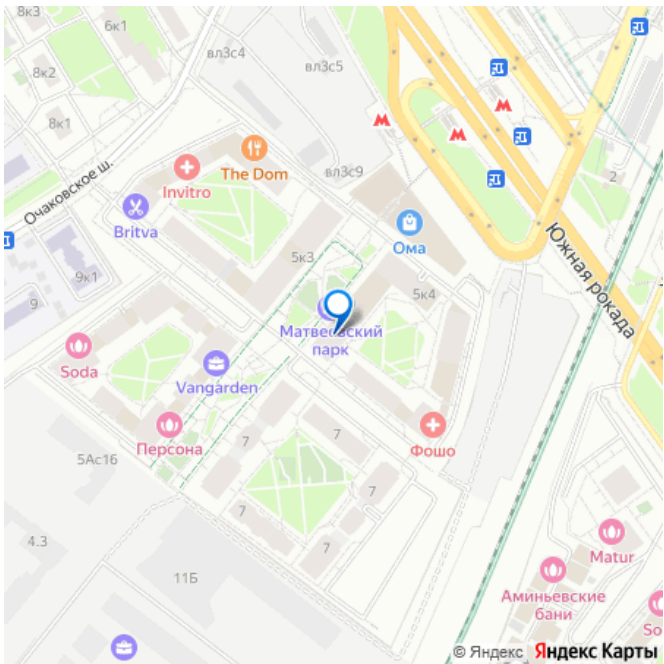 8к3
6к1
вл3с4
8к2
вл3с5
8к1
The Dom
вл3с9
Invitro
2
Очаковское ш.
Britva
Ома
5к3
9к1
5к4
Южная рокада
9
Матвеевский
парк
Soda
Vangarden
Персона
7
7
Фошо
5Ас16
7
7
7
4.3
Matur
11Б
Аминьевские
бани
So
© Яндекс Яндекс Карты